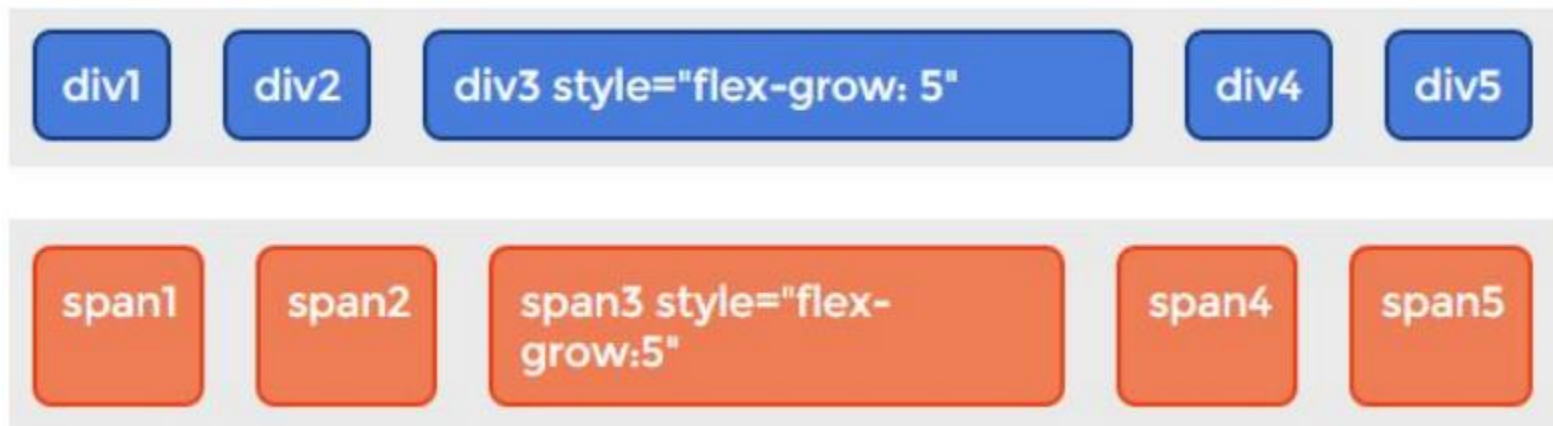 div1 div2 div3 style="flex-grow: 5" div4 div5
span1 span2 span3 style="flex- span4 span5
grow:5"